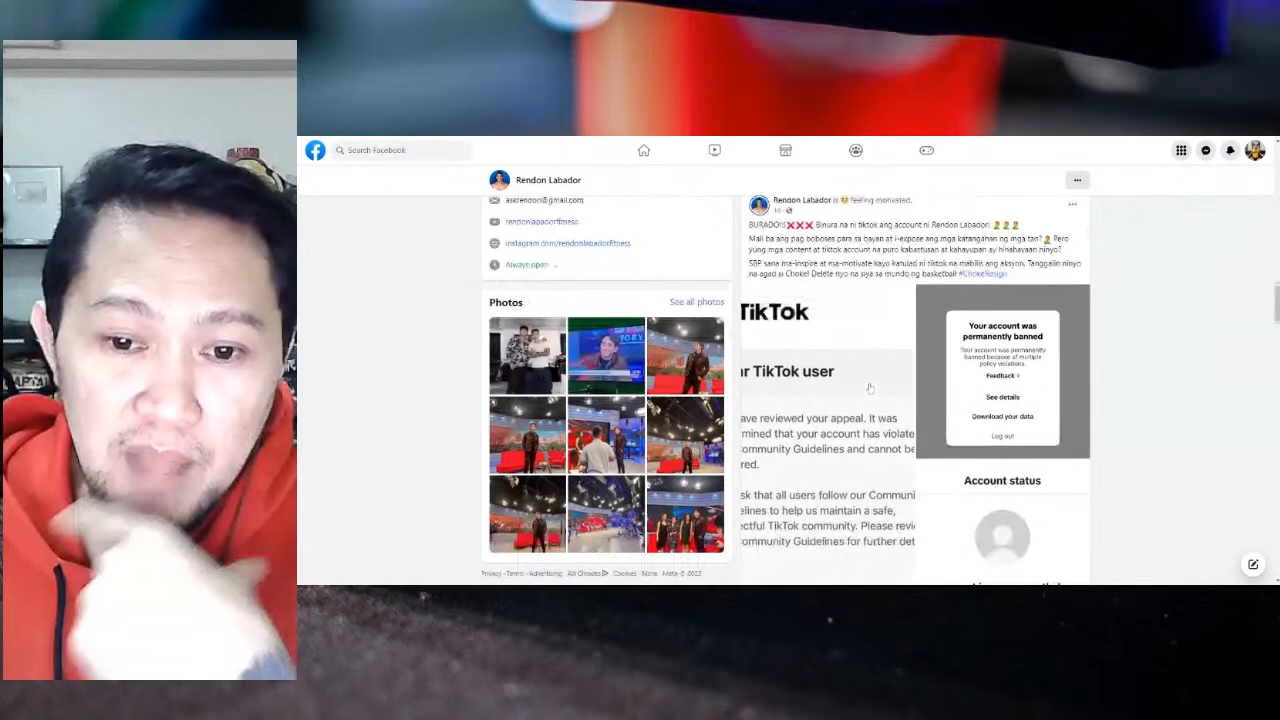 Search Facebook
Rendon Labador
askrendon@gmail.com
rendonlabadorfitness
instagram.com/rendonlabadorfitness
Always open
Photos
See all photos
Privacy · Terms · Advertising · Ad Choices · Cookies · More · Meta © 2023
Rendon Labador is feeling motivated.
BURADO!!❌❌❌ Binura na ni tiktok ang account ni Rendon Labador!
Mali ba ang pag boboses para sa bayan at i-expose ang mga katangahan ng mga tao? Pero
yung mga content at tiktok account na puro kabastusan at kahayupan ay hinahayaan ninyo?
SBP sana ma-inspire at ma-motivate kayo katulad ni tiktok na mabilis ang aksyon. Tanggalin ninyo
na agad si Choke! Delete nyo na siya sa mundo ng basketball! #ChokeResign
TikTok
ar TikTok user
ave reviewed your appeal. It was
rmined that your account has violate
ommunity Guidelines and cannot be
red.
sk that all users follow our Communi
elines to help us maintain a safe,
ectful TikTok community. Please revi
ommunity Guidelines for further det
Your account was
permanently banned
Your account was permanently
banned because of multiple
policy violations.
Feedback ›
See details
Download your data
Log out
Account status